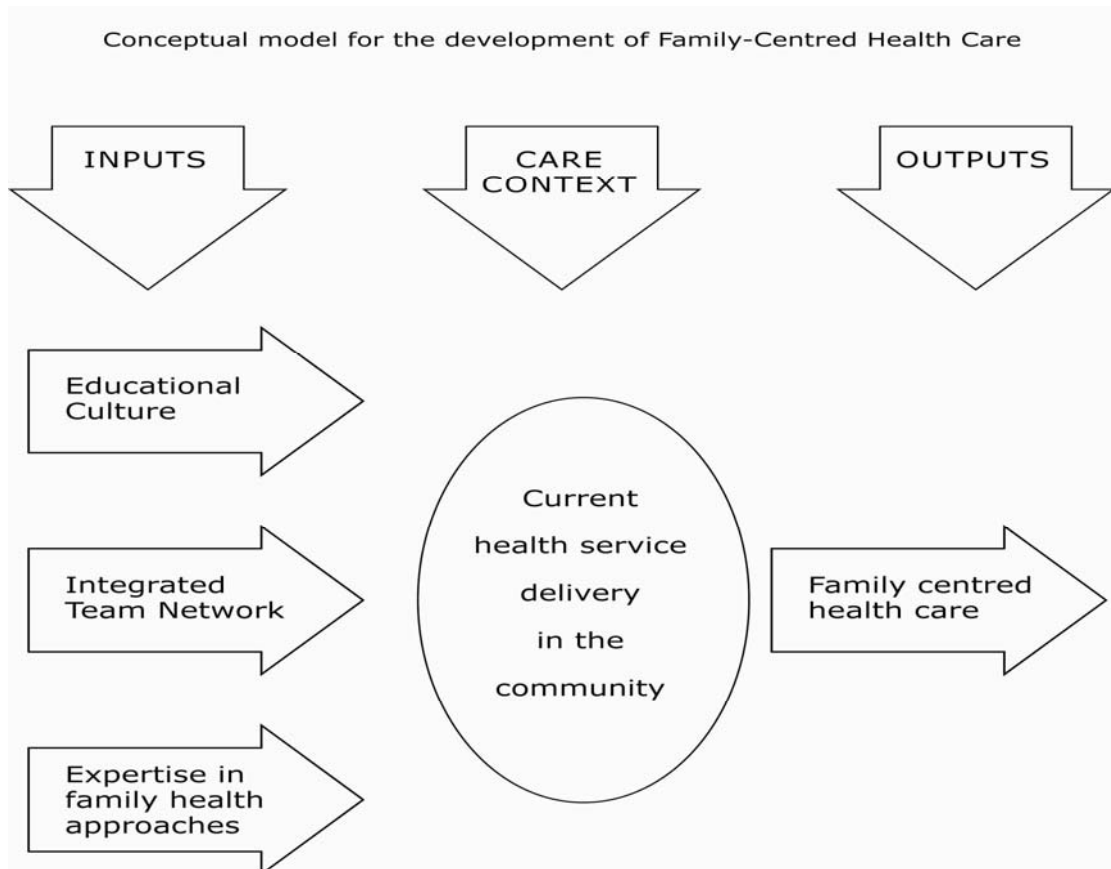 Conceptual model for the development of Family-Centred Health Care
INPUTS
CARE
CONTEXT
OUTPUTS
Educational
Culture
Integrated
Team Network
Expertise in
family health
approaches
Current
health service
delivery
in the
community
Family centred
health care